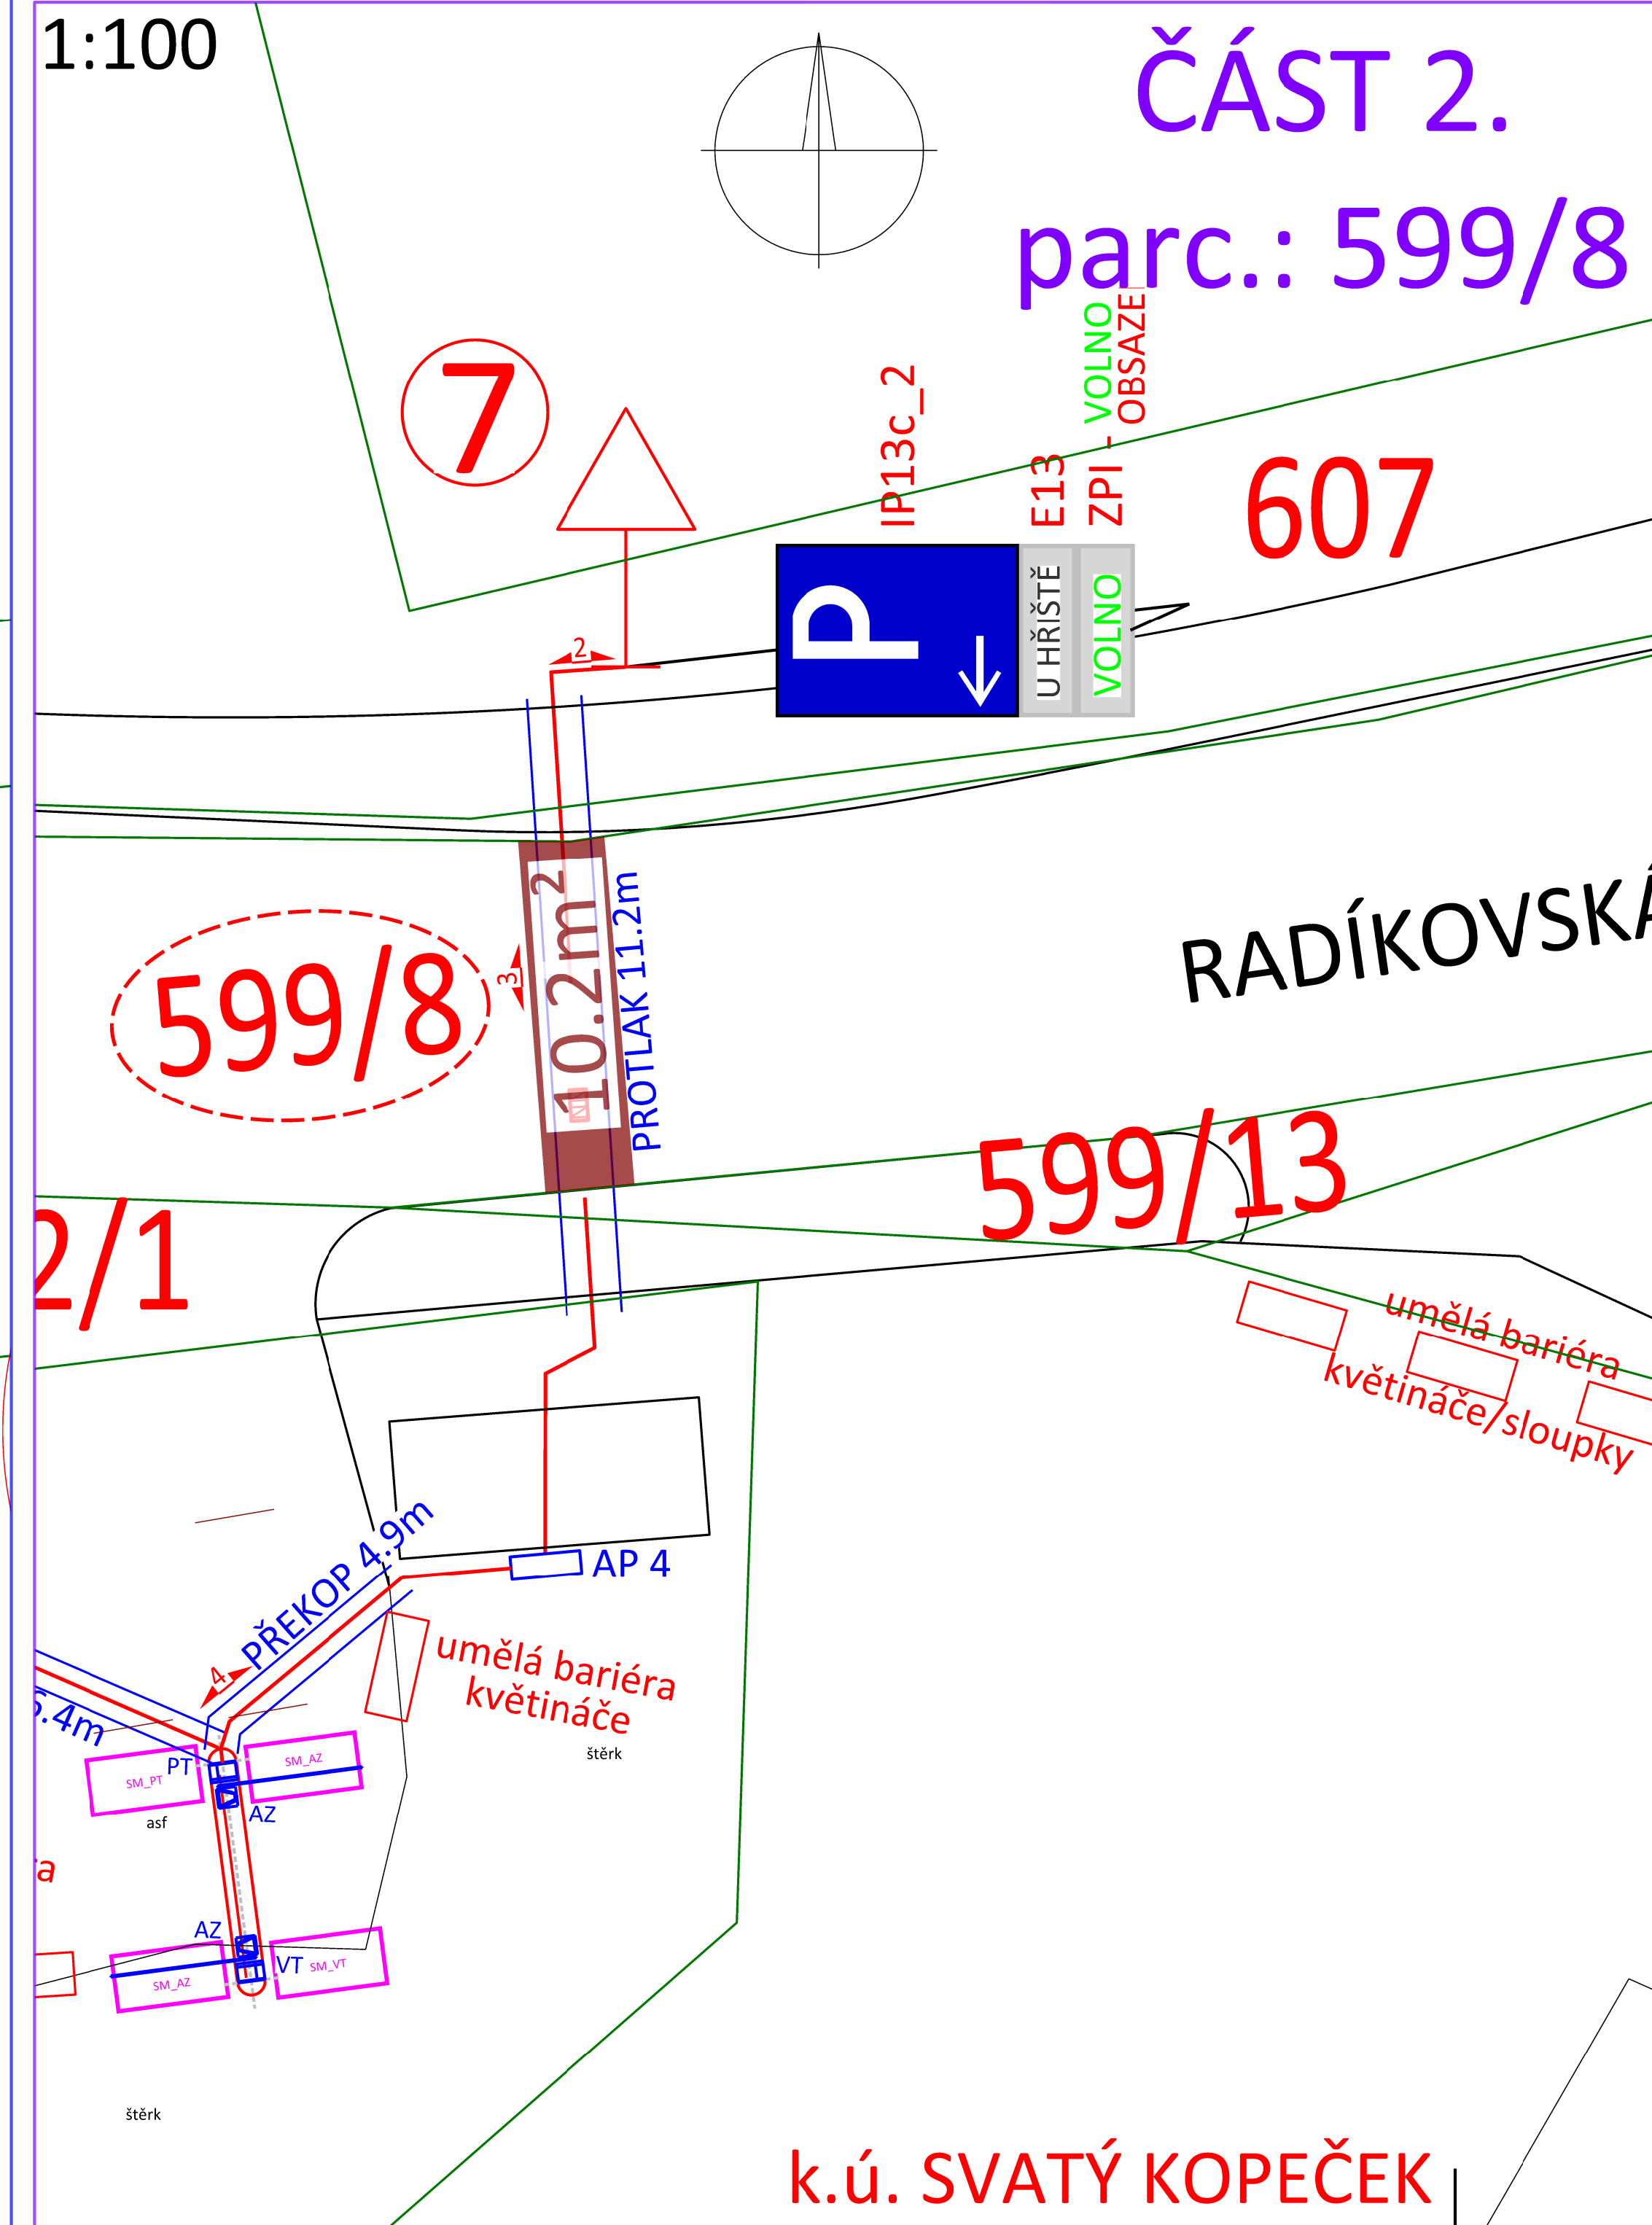 1:100
ČÁST 2.
parc.: 599/8
7
IP13c_2
E13
ZPI - VOLNO
OBSAZE
607
P
U HŘIŠTĚ
VOLNO
2
10.2m²
PROTLAK 11.2m
3
599/8
RADÍKOVSKÁ
599/13
2/1
umělá bariéra
květináče/sloupky
PŘEKOP 4.9m
AP 4
4
umělá bariéra
květináče
.4m
štěrk
PT
SM_PT
SM_AZ
AZ
asf
a
AZ
VT
SM_AZ
SM_VT
štěrk
k.ú. SVATÝ KOPEČEK